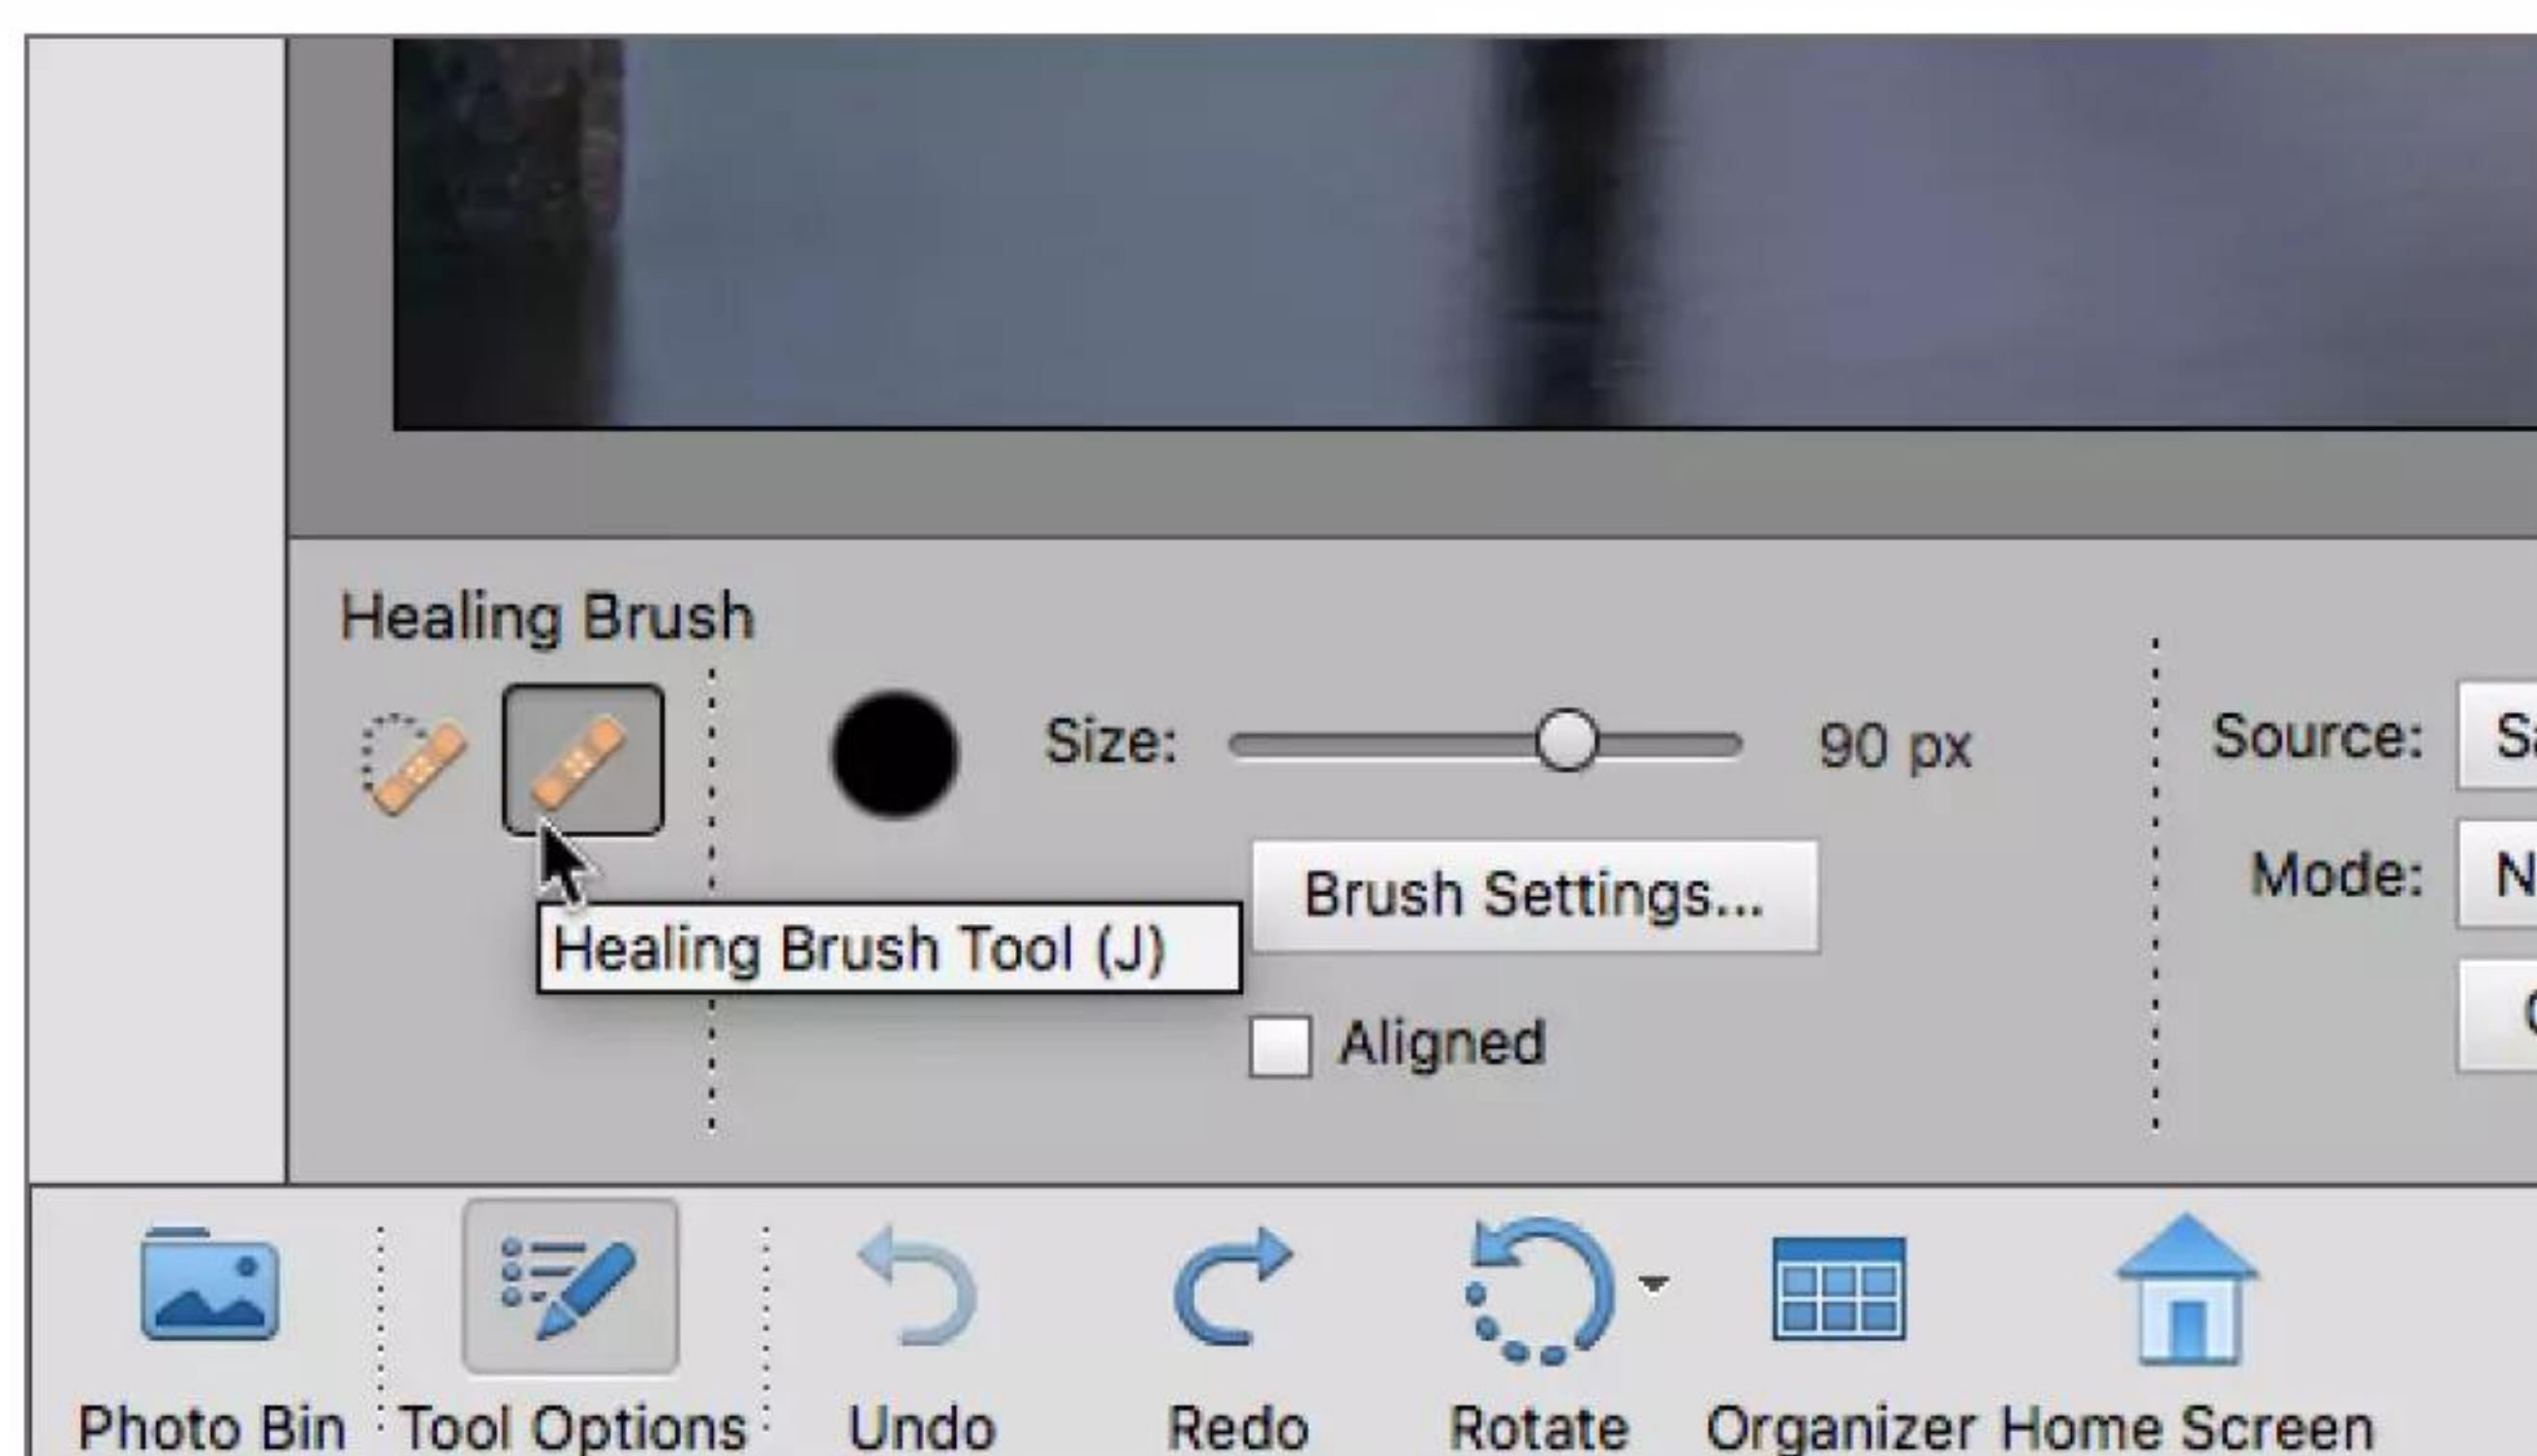 Healing Brush
Size:
90 px
Source:
Brush Settings...
Mode:
Healing Brush Tool (J)
Aligned
Photo Bin
Tool Options
Undo
Redo
Rotate
Organizer
Home Screen